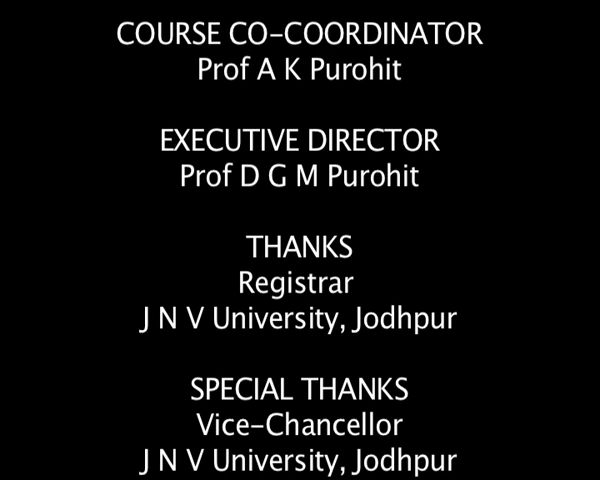 COURSE CO-COORDINATOR
Prof A K Purohit
EXECUTIVE DIRECTOR
Prof D G M Purohit
THANKS
Registrar
J N V University, Jodhpur
SPECIAL THANKS
Vice-Chancellor
J N V University, Jodhpur